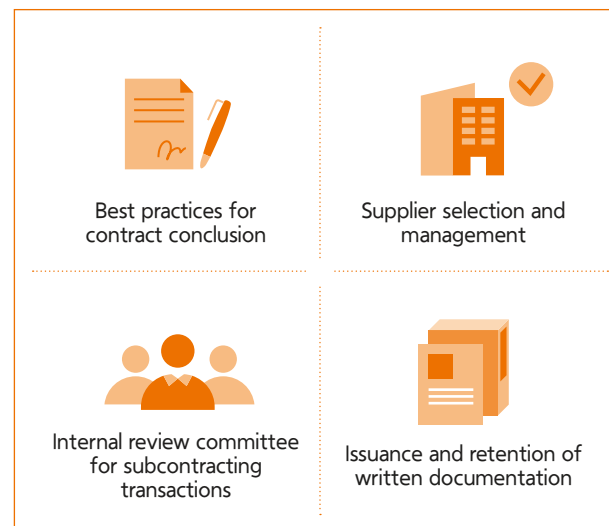 Best practices for
contract conclusion
Supplier selection and
management
Internal review committee
for subcontracting
transactions
Issuance and retention of
written documentation